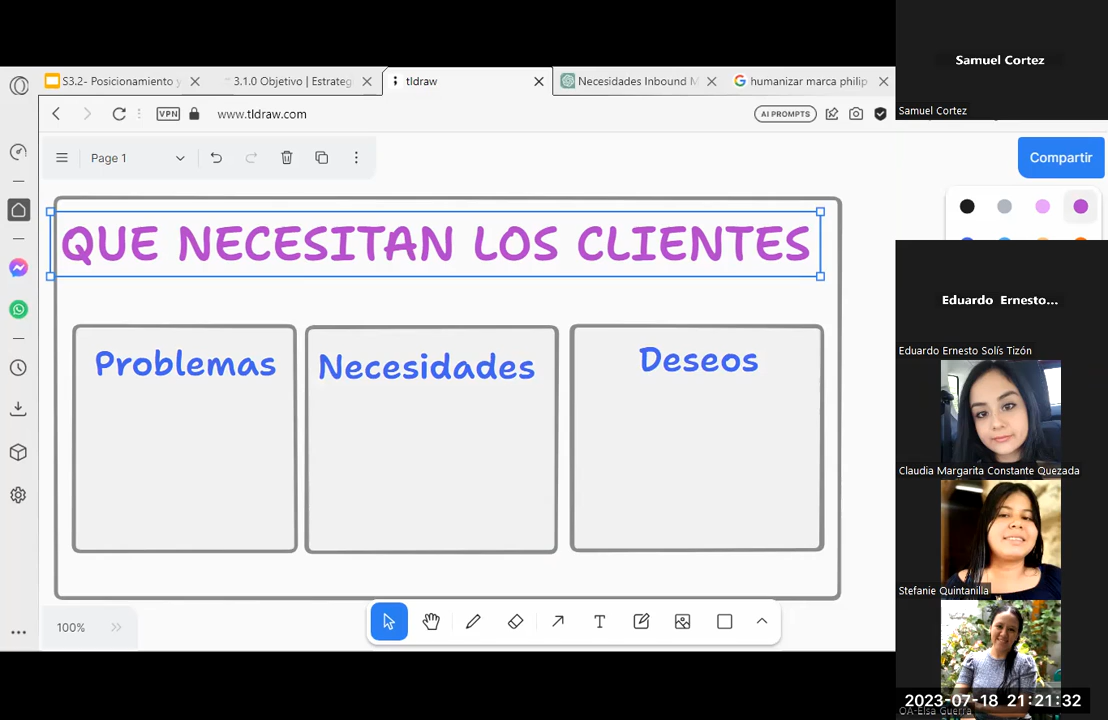 S3.2- Posicionamiento y
3.1.0 Objetivo | Estrateg
tldraw
Necesidades Inbound M
humanizar marca philip
VPN
www.tldraw.com
AI PROMPTS
Page 1
Compartir
QUE NECESITAN LOS CLIENTES
Problemas
Necesidades
Deseos
100%
Samuel Cortez
Samuel Cortez
Eduardo Ernesto...
Eduardo Ernesto Solís Tizón
Claudia Margarita Constante Quezada
Stefanie Quintanilla
2023-07-18 21:21:32
OA-Elsa Guerra